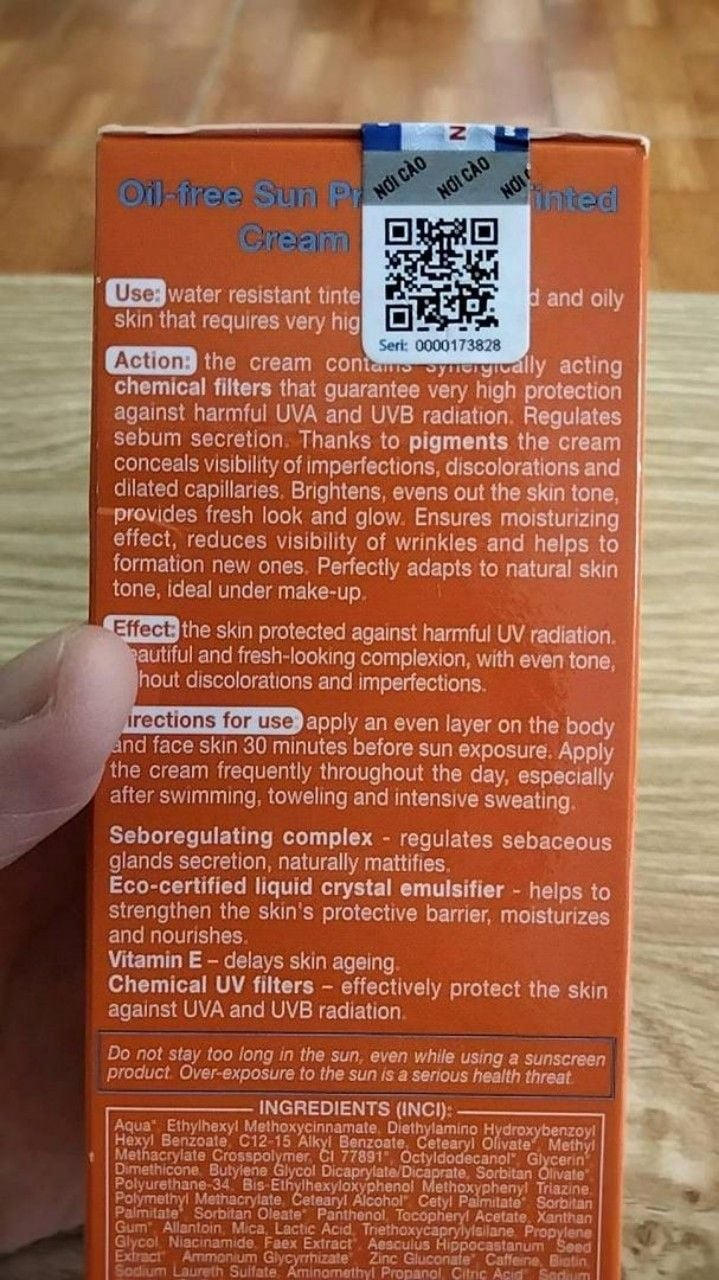 N
NƠI CÀO NƠI CÀO NƠI C
Oil-free Sun Pr inted
Cream
Seri: 0000173828
Use: water resistant tinte d and oily
skin that requires very hig
Action: the cream contains synergically acting
chemical filters that guarantee very high protection
against harmful UVA and UVB radiation. Regulates
sebum secretion. Thanks to pigments the cream
conceals visibility of imperfections, discolorations and
dilated capillaries. Brightens, evens out the skin tone,
provides fresh look and glow. Ensures moisturizing
effect, reduces visibility of wrinkles and helps to
formation new ones. Perfectly adapts to natural skin
tone, ideal under make-up.
Effect: the skin protected against harmful UV radiation.
eautiful and fresh-looking complexion, with even tone,
hout discolorations and imperfections.
irections for use: apply an even layer on the body
and face skin 30 minutes before sun exposure. Apply
the cream frequently throughout the day, especially
after swimming, toweling and intensive sweating.
Seboregulating complex - regulates sebaceous
glands secretion, naturally mattifies.
Eco-certified liquid crystal emulsifier - helps to
strengthen the skin's protective barrier, moisturizes
and nourishes.
Vitamin E – delays skin ageing.
Chemical UV filters – effectively protect the skin
against UVA and UVB radiation.
Do not stay too long in the sun, even while using a sunscreen
product. Over-exposure to the sun is a serious health threat.
INGREDIENTS (INCI):
Aqua*, Ethylhexyl Methoxycinnamate, Diethylamino Hydroxybenzoyl
Hexyl Benzoate, C12-15 Alkyl Benzoate, Cetearyl Olivate*, Methyl
Methacrylate Crosspolymer, CI 77891*, Octyldodecanol*, Glycerin*,
Dimethicone, Butylene Glycol Dicaprylate/Dicaprate, Sorbitan Olivate*,
Polyurethane-34, Bis-Ethylhexyloxyphenol Methoxyphenyl Triazine,
Polymethyl Methacrylate, Cetearyl Alcohol*, Cetyl Palmitate*, Sorbitan
Palmitate*, Sorbitan Oleate*, Panthenol, Tocopheryl Acetate, Xanthan
Gum*, Allantoin, Mica, Lactic Acid, Triethoxycaprylylsilane, Propylene
Glycol, Niacinamide, Faex Extract*, Aesculus Hippocastanum Seed
Extract*, Ammonium Glycyrrhizate*, Zinc Gluconate*, Caffeine, Biotin,
Sodium Laureth Sulfate, Aminomethyl Propanol, Citric Acid*,